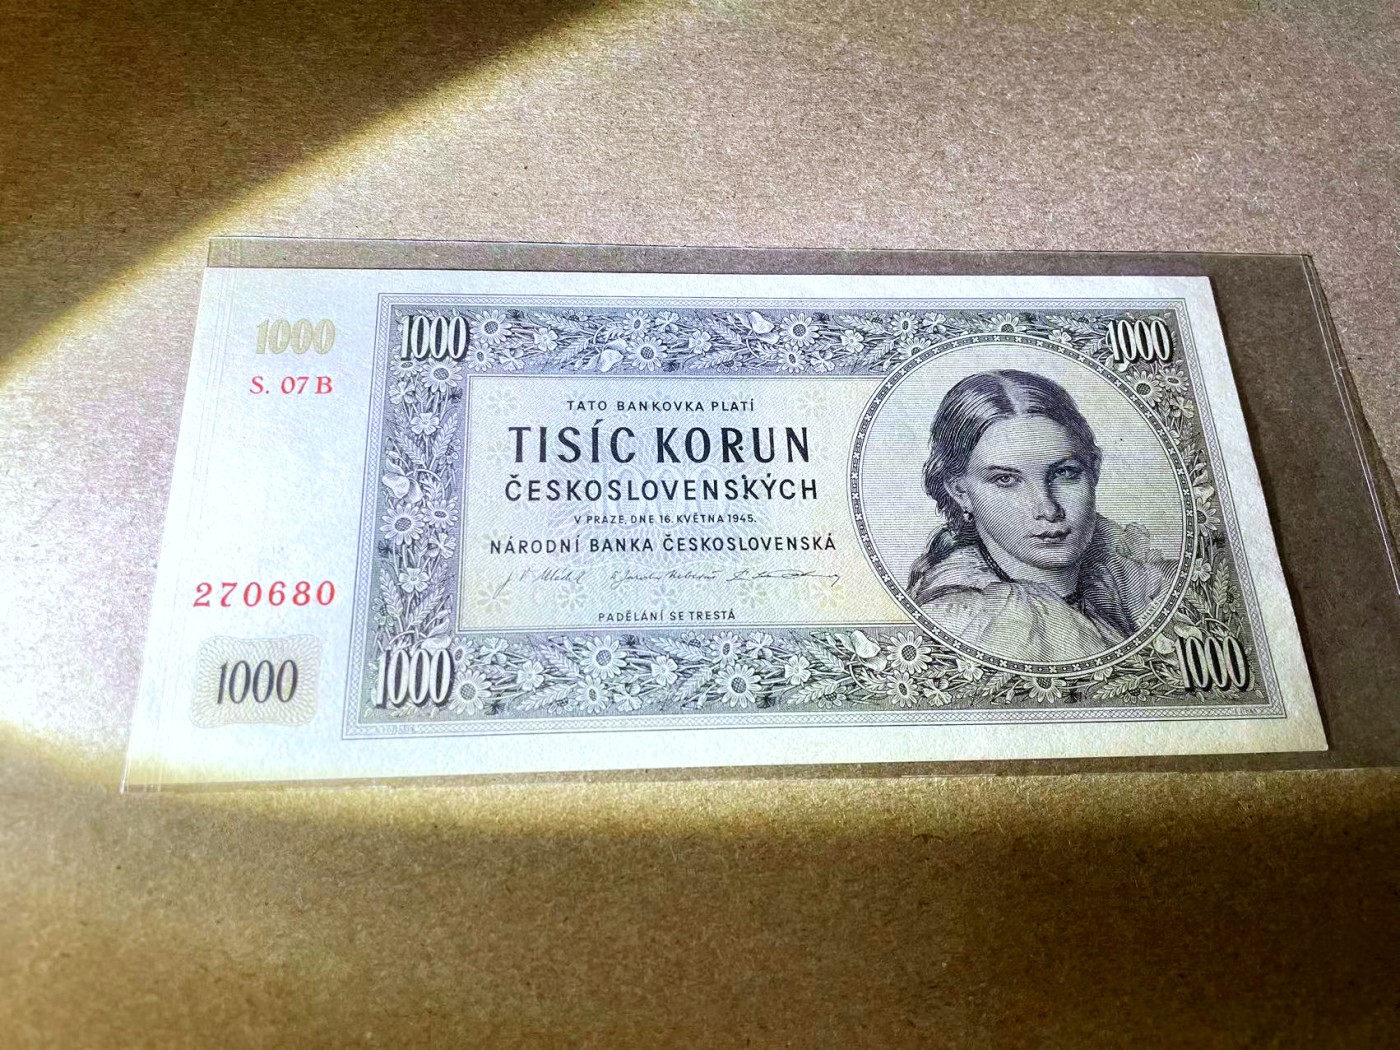 1000
S. 07 B
270680
1000
1000
1000
TATO BANKOVKA PLATÍ
TISÍC KORUN
ČESKOSLOVENSKÝCH
V PRAZE, DNE 16. KVĚTNA 1945.
NÁRODNÍ BANKA ČESKOSLOVENSKÁ
PADĚLÁNÍ SE TRESTÁ
1000
1000